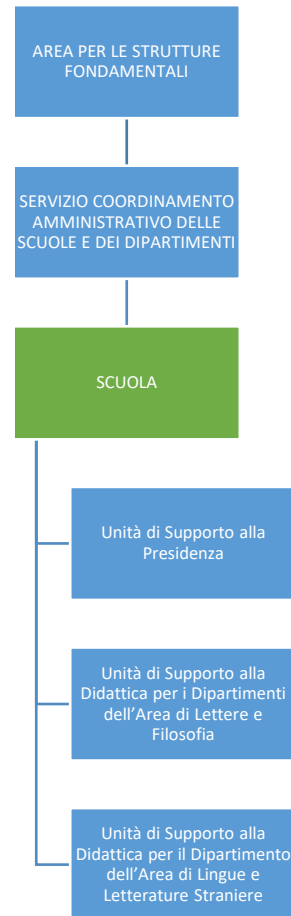 AREA PER LE STRUTTURE
FONDAMENTALI
SERVIZIO COORDINAMENTO
AMMINISTRATIVO DELLE
SCUOLE E DEI DIPARTIMENTI
SCUOLA
Unità di Supporto alla
Presidenza
Unità di Supporto alla
Didattica per i Dipartimenti
dell’Area di Lettere e
Filosofia
Unità di Supporto alla
Didattica per il Dipartimento
dell’Area di Lingue e
Letterature Straniere